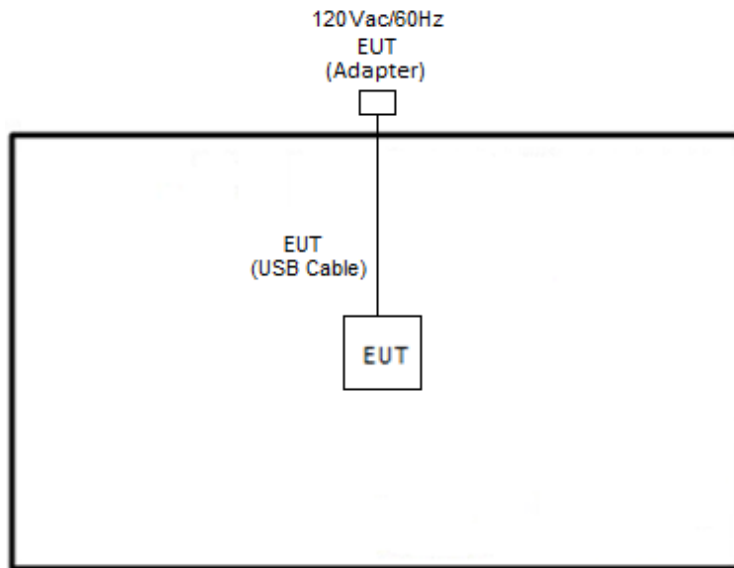 120Vac/60Hz
EUT
(Adapter)
EUT
(USB Cable)
EUT